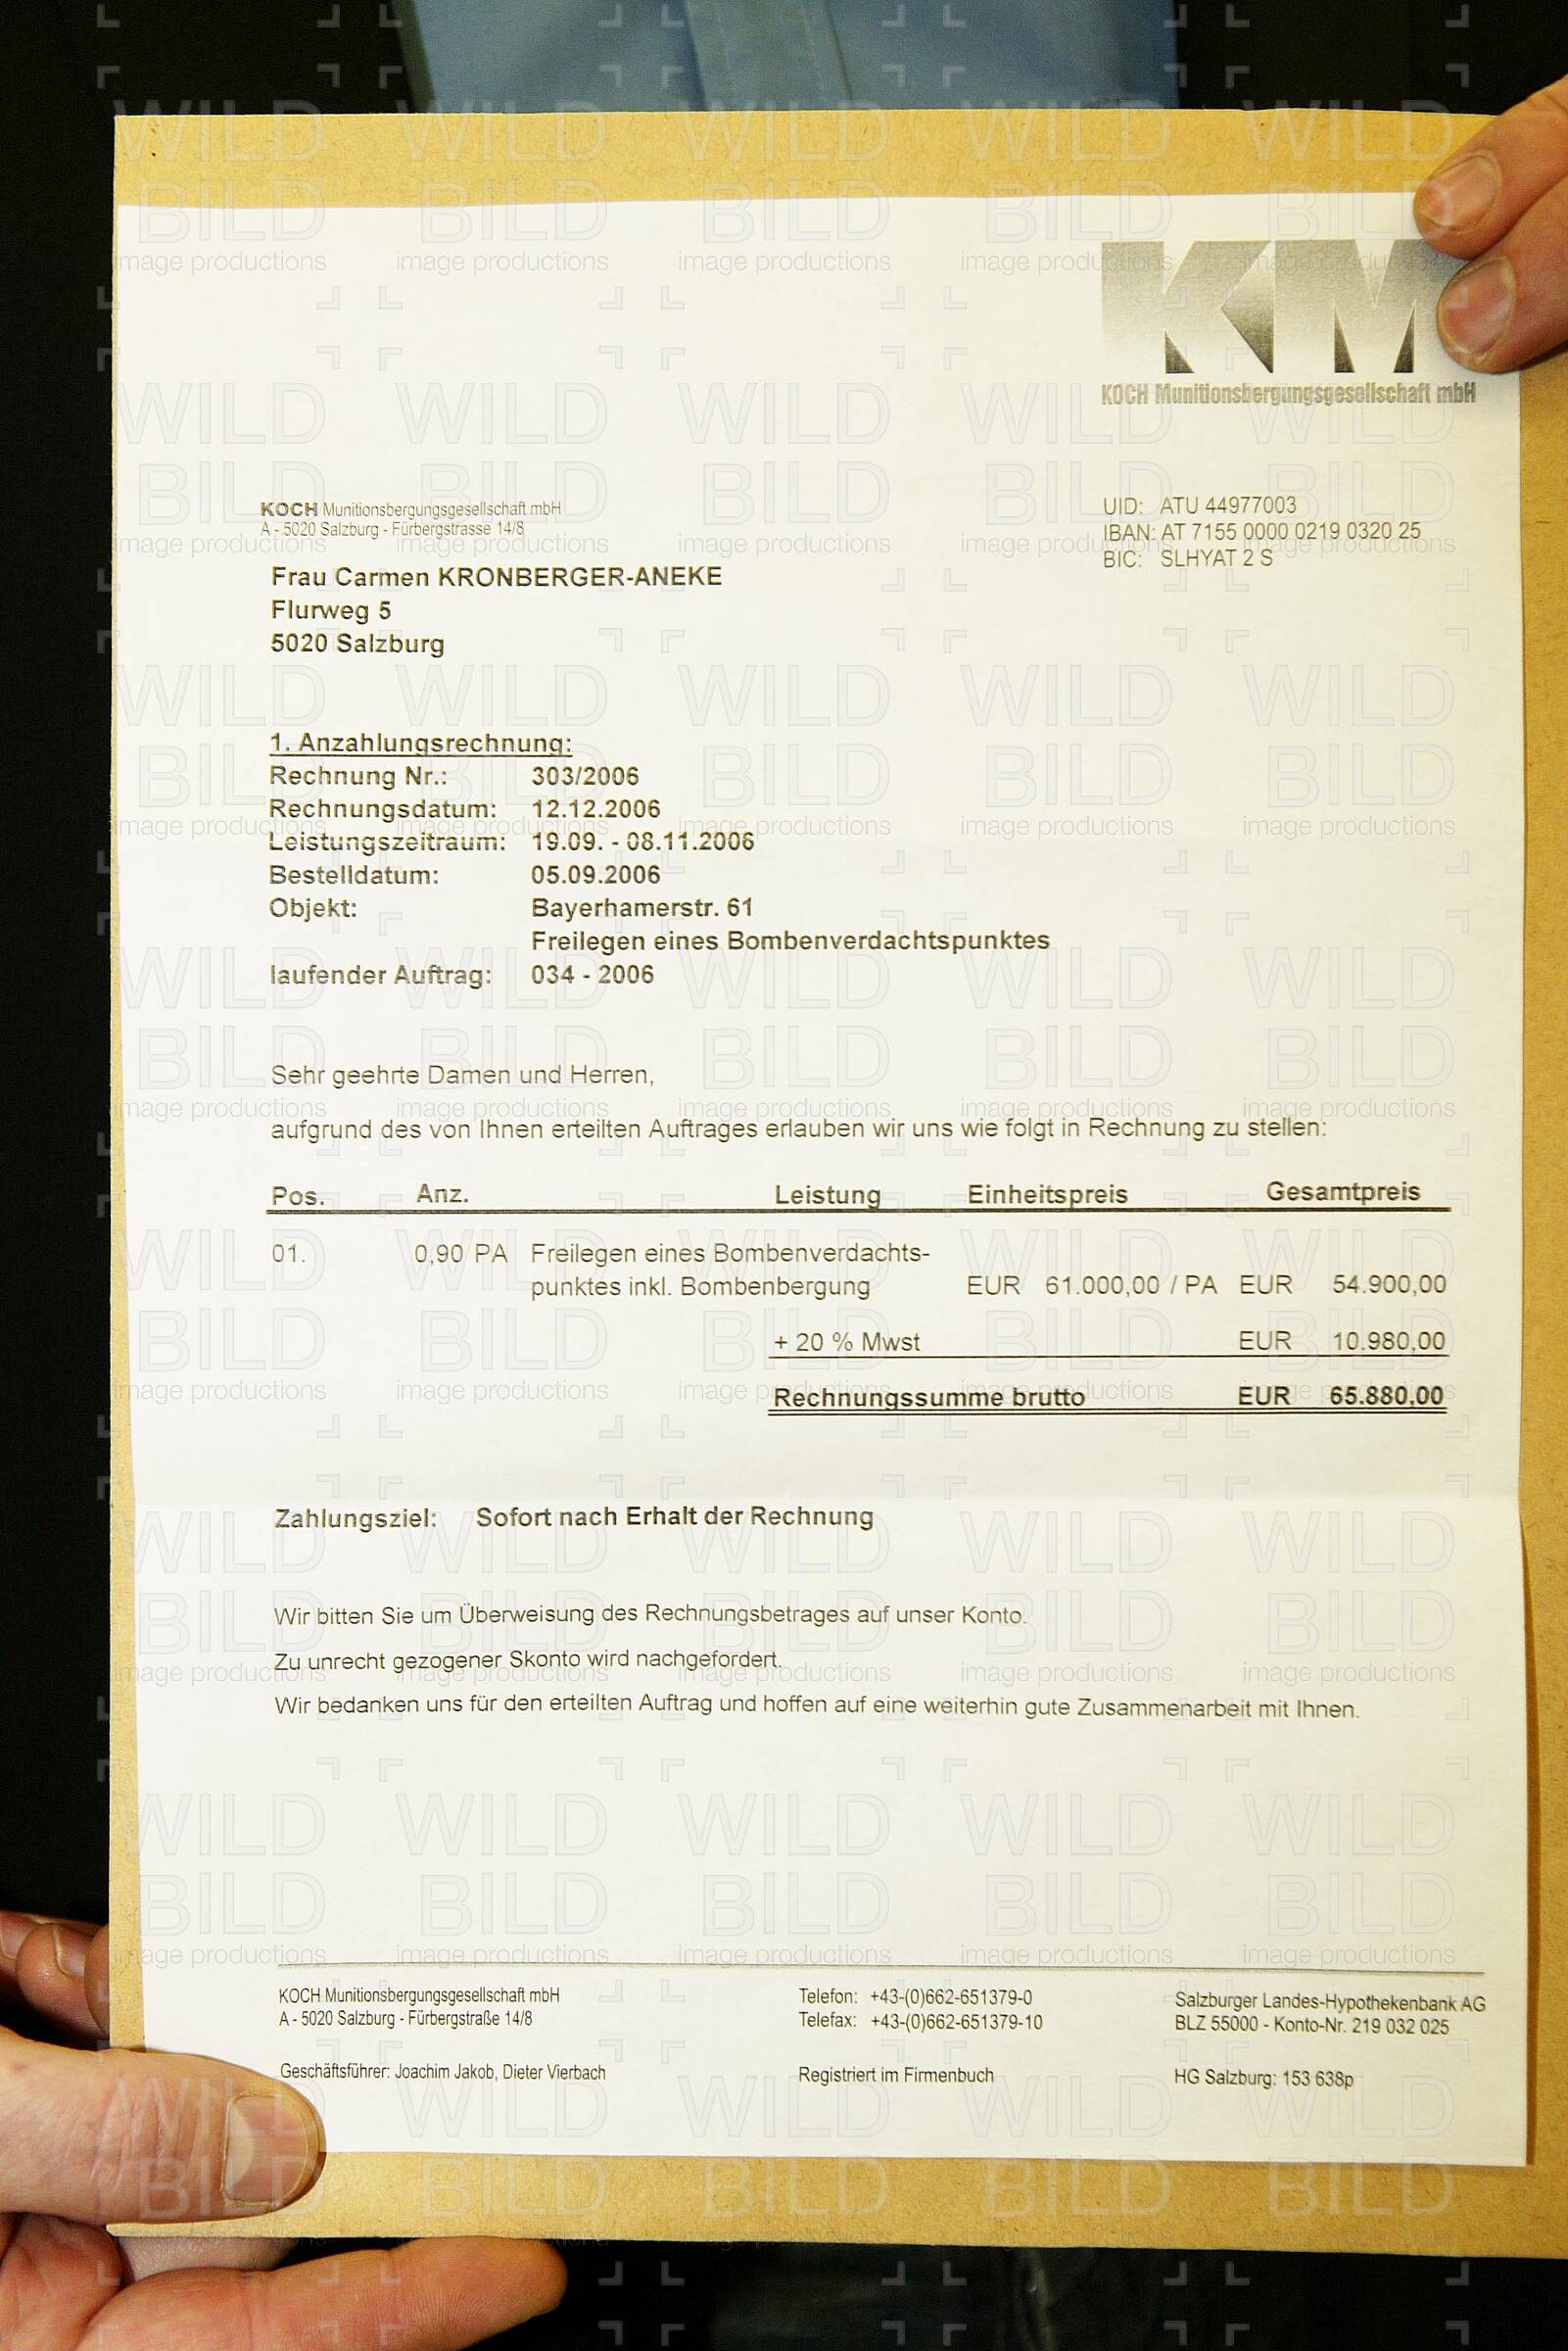 KM
KOCH Munitionsbergungsgesellschaft mbH
KOCH Munitionsbergungsgesellschaft mbH
A - 5020 Salzburg - Fürbergstrasse 14/8
UID: ATU 44977003
IBAN: AT 7155 0000 0219 0320 25
BIC: SLHYAT 2 S
Frau Carmen KRONBERGER-ANEKE
Flurweg 5
5020 Salzburg
1. Anzahlungsrechnung:
Rechnung Nr.: 303/2006
Rechnungsdatum: 12.12.2006
Leistungszeitraum: 19.09. - 08.11.2006
Bestelldatum: 05.09.2006
Objekt: Bayerhamerstr. 61
Freilegen eines Bombenverdachtspunktes
laufender Auftrag: 034 - 2006
Sehr geehrte Damen und Herren,
aufgrund des von Ihnen erteilten Auftrages erlauben wir uns wie folgt in Rechnung zu stellen:
Pos. Anz. Leistung Einheitspreis Gesamtpreis
01. 0,90 PA Freilegen eines Bombenverdachts-
punktes inkl. Bombenbergung EUR 61.000,00 / PA EUR 54.900,00
+ 20 % Mwst EUR 10.980,00
Rechnungssumme brutto EUR 65.880,00
Zahlungsziel: Sofort nach Erhalt der Rechnung
Wir bitten Sie um Überweisung des Rechnungsbetrages auf unser Konto.
Zu unrecht gezogener Skonto wird nachgefordert.
Wir bedanken uns für den erteilten Auftrag und hoffen auf eine weiterhin gute Zusammenarbeit mit Ihnen.
KOCH Munitionsbergungsgesellschaft mbH Telefon: +43-(0)662-651379-0 Salzburger Landes-Hypothekenbank AG
A - 5020 Salzburg - Fürbergstraße 14/8 Telefax: +43-(0)662-651379-10 BLZ 55000 - Konto-Nr. 219 032 025
Geschäftsführer: Joachim Jakob, Dieter Vierbach Registriert im Firmenbuch HG Salzburg: 153 638p
WILD
BILD
image productions